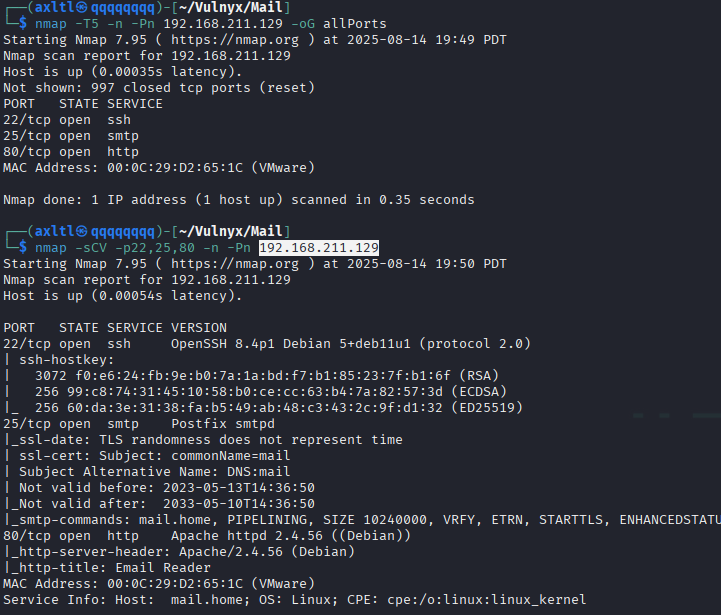 ┌──(axltl㉿qqqqqqqq)-[~/Vulnyx/Mail]
└─$ nmap -T5 -n -Pn 192.168.211.129 -oG allPorts
Starting Nmap 7.95 ( https://nmap.org ) at 2025-08-14 19:49 PDT
Nmap scan report for 192.168.211.129
Host is up (0.00035s latency).
Not shown: 997 closed tcp ports (reset)
PORT   STATE SERVICE
22/tcp open  ssh
25/tcp open  smtp
80/tcp open  http
MAC Address: 00:0C:29:D2:65:1C (VMware)

Nmap done: 1 IP address (1 host up) scanned in 0.35 seconds

┌──(axltl㉿qqqqqqqq)-[~/Vulnyx/Mail]
└─$ nmap -sCV -p22,25,80 -n -Pn 192.168.211.129
Starting Nmap 7.95 ( https://nmap.org ) at 2025-08-14 19:50 PDT
Nmap scan report for 192.168.211.129
Host is up (0.00054s latency).

PORT   STATE SERVICE VERSION
22/tcp open  ssh     OpenSSH 8.4p1 Debian 5+deb11u1 (protocol 2.0)
| ssh-hostkey:
|   3072 f0:e6:24:fb:9e:b0:7a:1a:bd:f7:b1:85:23:7f:b1:6f (RSA)
|   256 99:c8:74:31:45:10:58:b0:ce:cc:63:b4:7a:82:57:3d (ECDSA)
|_  256 60:da:3e:31:38:fa:b5:49:ab:48:c3:43:2c:9f:d1:32 (ED25519)
25/tcp open  smtp    Postfix smtpd
|_ssl-date: TLS randomness does not represent time
| ssl-cert: Subject: commonName=mail
| Subject Alternative Name: DNS:mail
| Not valid before: 2023-05-13T14:36:50
|_Not valid after:  2033-05-10T14:36:50
|_smtp-commands: mail.home, PIPELINING, SIZE 10240000, VRFY, ETRN, STARTTLS, ENHANCEDSTATU
80/tcp open  http    Apache httpd 2.4.56 ((Debian))
|_http-server-header: Apache/2.4.56 (Debian)
|_http-title: Email Reader
MAC Address: 00:0C:29:D2:65:1C (VMware)
Service Info: Host:  mail.home; OS: Linux; CPE: cpe:/o:linux:linux_kernel